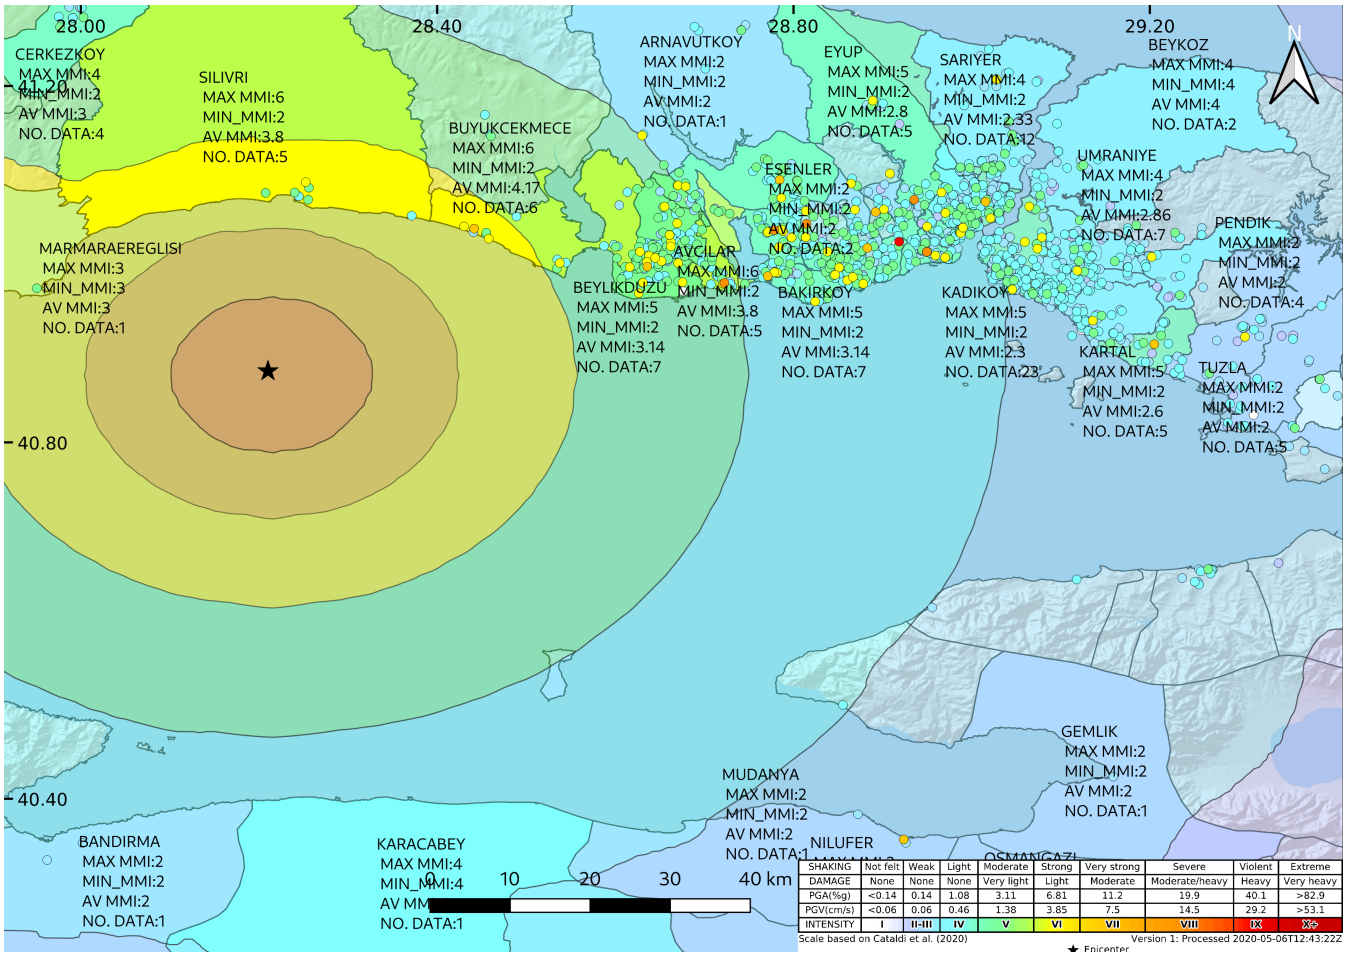 28.00
28.40
28.80
29.20
41.20
40.80
40.40
N
CERKEZKOY
MAX MMI:4
MIN_MMI:2
AV MMI:3
NO. DATA:4
SILIVRI
MAX MMI:6
MIN_MMI:2
AV MMI:3.8
NO. DATA:5
BUYUKCEKMECE
MAX MMI:6
MIN_MMI:2
AV MMI:4.17
NO. DATA:6
ARNAVUTKOY
MAX MMI:2
MIN_MMI:2
AV MMI:2
NO. DATA:1
EYUP
MAX MMI:5
MIN_MMI:2
AV MMI:2.8
NO. DATA:5
SARIYER
MAX MMI:4
MIN_MMI:2
AV MMI:2.33
NO. DATA:12
BEYKOZ
MAX MMI:4
MIN_MMI:4
AV MMI:4
NO. DATA:2
ESENLER
MAX MMI:2
MIN_MMI:2
AV MMI:2
NO. DATA:2
UMRANIYE
MAX MMI:4
MIN_MMI:2
AV MMI:2.86
NO. DATA:7
PENDIK
MAX MMI:2
MIN_MMI:2
AV MMI:2
NO. DATA:4
MARMARAEREGLISI
MAX MMI:3
MIN_MMI:3
AV MMI:3
NO. DATA:1
AVCILAR
MAX MMI:6
MIN_MMI:2
AV MMI:3.8
NO. DATA:5
BEYLIKDUZU
MAX MMI:5
MIN_MMI:2
AV MMI:3.14
NO. DATA:7
BAKIRKOY
MAX MMI:5
MIN_MMI:2
AV MMI:3.14
NO. DATA:7
KADIKOY
MAX MMI:5
MIN_MMI:2
AV MMI:2.3
NO. DATA:23
KARTAL
MAX MMI:5
MIN_MMI:2
AV MMI:2.6
NO. DATA:5
TUZLA
MAX MMI:2
MIN_MMI:2
AV MMI:2
NO. DATA:5
GEMLIK
MAX MMI:2
MIN_MMI:2
AV MMI:2
NO. DATA:1
MUDANYA
MAX MMI:2
MIN_MMI:2
AV MMI:2
NO. DATA:1
NILUFER
OSMANGAZI
BANDIRMA
MAX MMI:2
MIN_MMI:2
AV MMI:2
NO. DATA:1
KARACABEY
MAX MMI:4
MIN_MMI:4
AV MM
NO. DATA:1
0 10 20 30 40 km
SHAKING Not felt Weak Light Moderate Strong Very strong Severe Violent Extreme
DAMAGE None None None Very light Light Moderate Moderate/heavy Heavy Very heavy
PGA(%g) <0.14 0.14 1.08 3.11 6.81 11.2 19.9 40.1 >82.9
PGV(cm/s) <0.06 0.06 0.46 1.38 3.85 7.5 14.5 29.2 >53.1
INTENSITY I II-III IV V VI VII VIII IX X+
Scale based on Cataldi et al. (2020) Version 1: Processed 2020-05-06T12:43:22Z
★ Epicenter